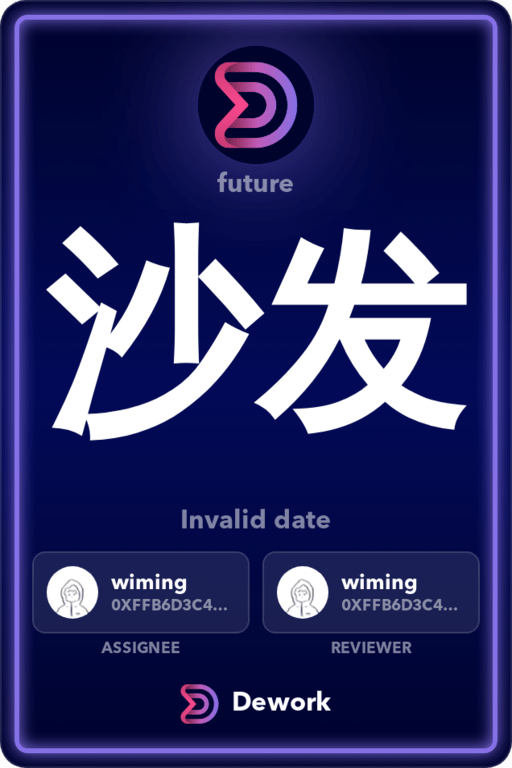 future
沙发
Invalid date
wiming
0XFFB6D3C4...
ASSIGNEE
wiming
0XFFB6D3C4...
REVIEWER
Dework